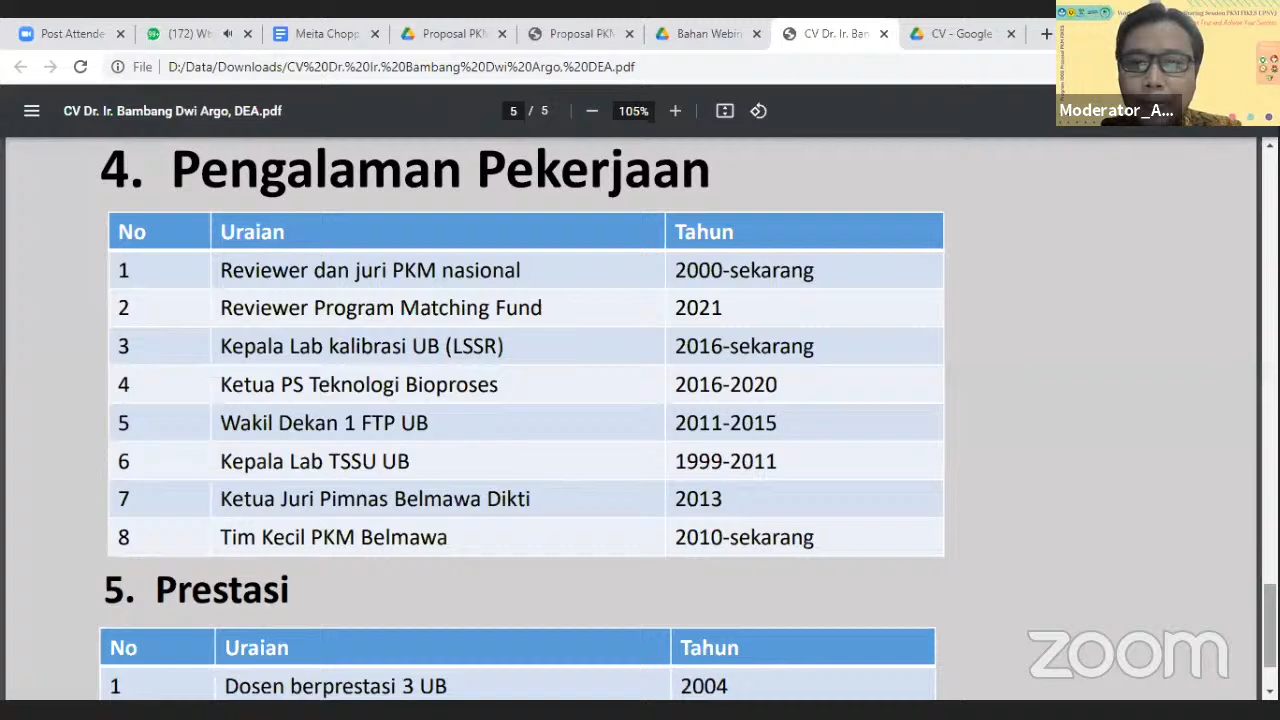 Post Attende
(172) Wh
Meita Chop
Proposal PKM
Proposal PKM
Bahan Webin
CV Dr. Ir. Ban
CV - Google
File D:/Data/Downloads/CV%20Dr.%20Ir.%20Bambang%20Dwi%20Argo,%20DEA.pdf
CV Dr. Ir. Bambang Dwi Argo, DEA.pdf
5 / 5
105%
Moderator_A...
4. Pengalaman Pekerjaan
No Uraian Tahun
1 Reviewer dan juri PKM nasional 2000-sekarang
2 Reviewer Program Matching Fund 2021
3 Kepala Lab kalibrasi UB (LSSR) 2016-sekarang
4 Ketua PS Teknologi Bioproses 2016-2020
5 Wakil Dekan 1 FTP UB 2011-2015
6 Kepala Lab TSSU UB 1999-2011
7 Ketua Juri Pimnas Belmawa Dikti 2013
8 Tim Kecil PKM Belmawa 2010-sekarang
5. Prestasi
No Uraian Tahun
1 Dosen berprestasi 3 UB 2004
zoom